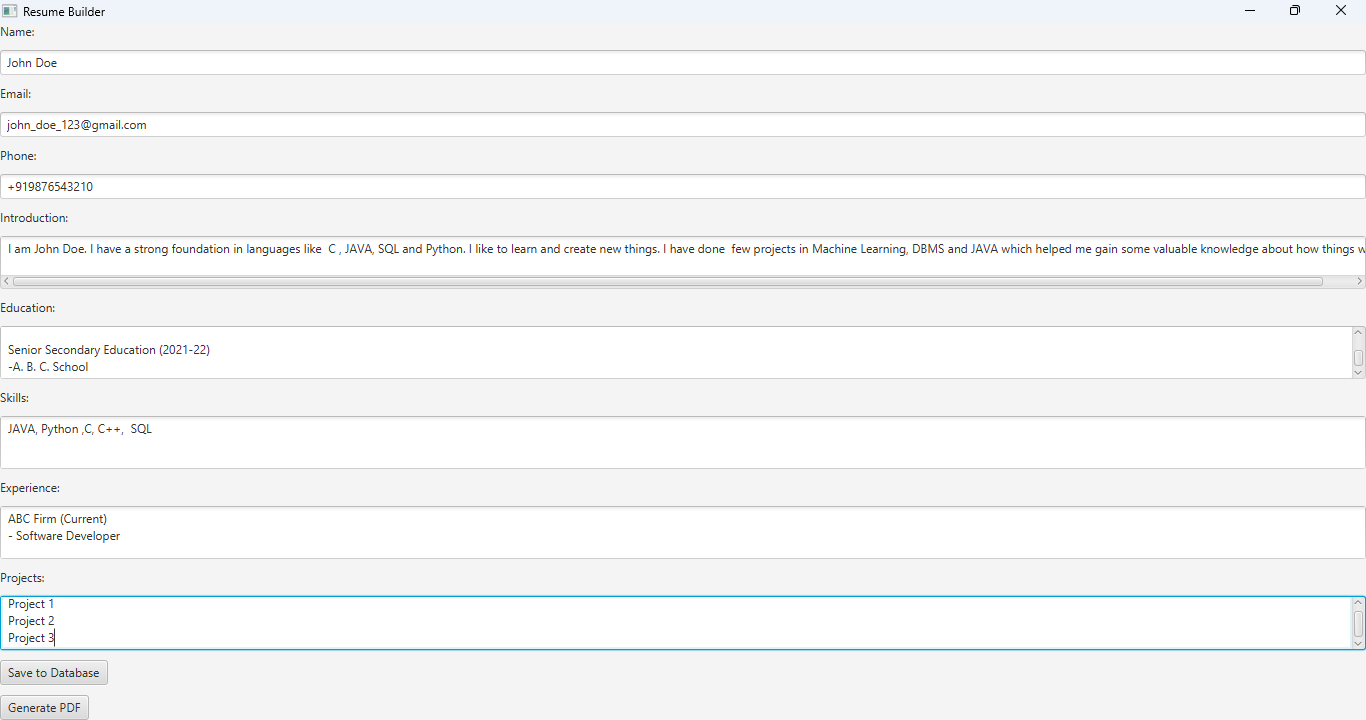 Resume Builder
Name:
John Doe
Email:
john_doe_123@gmail.com
Phone:
+919876543210
Introduction:
I am John Doe. I have a strong foundation in languages like  C , JAVA, SQL and Python. I like to learn and create new things. I have done  few projects in Machine Learning, DBMS and JAVA which helped me gain some valuable knowledge about how things
Education:
Senior Secondary Education (2021-22)
-A. B. C. School
Skills:
JAVA, Python ,C, C++,  SQL
Experience:
ABC Firm (Current)
- Software Developer
Projects:
Project 1
Project 2
Project 3
Save to Database
Generate PDF